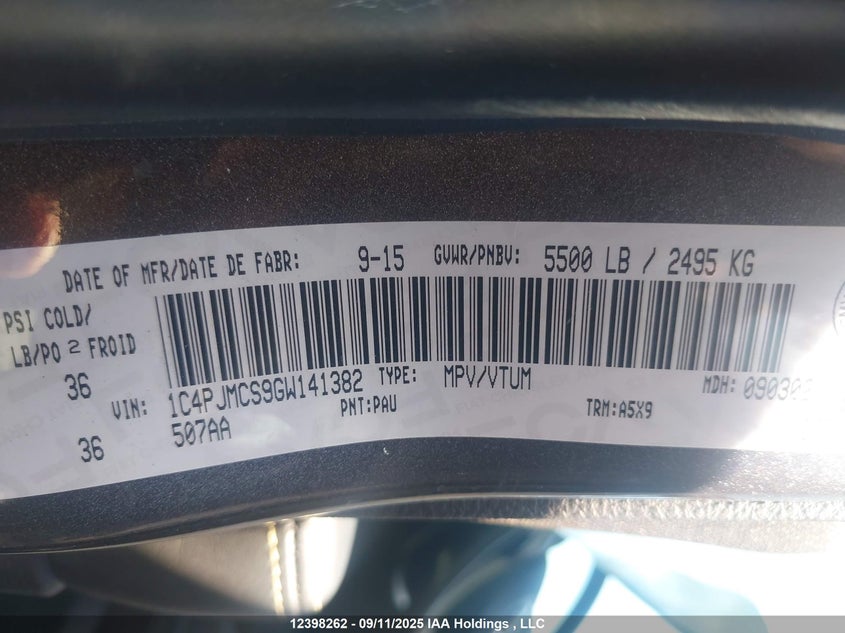 DATE OF MFR/DATE DE FABR: 9-15 GVWR/PNBV: 5500 LB / 2495 KG
PSI COLD/
LB/PO 2 FROID
36
VIN: 1C4PJMCS9GW141382 TYPE: MPV/VTUM MDH: 090302
PNT:PAU TRM:A5X9
507AA
36
12398262 - 09/11/2025 IAA Holdings , LLC